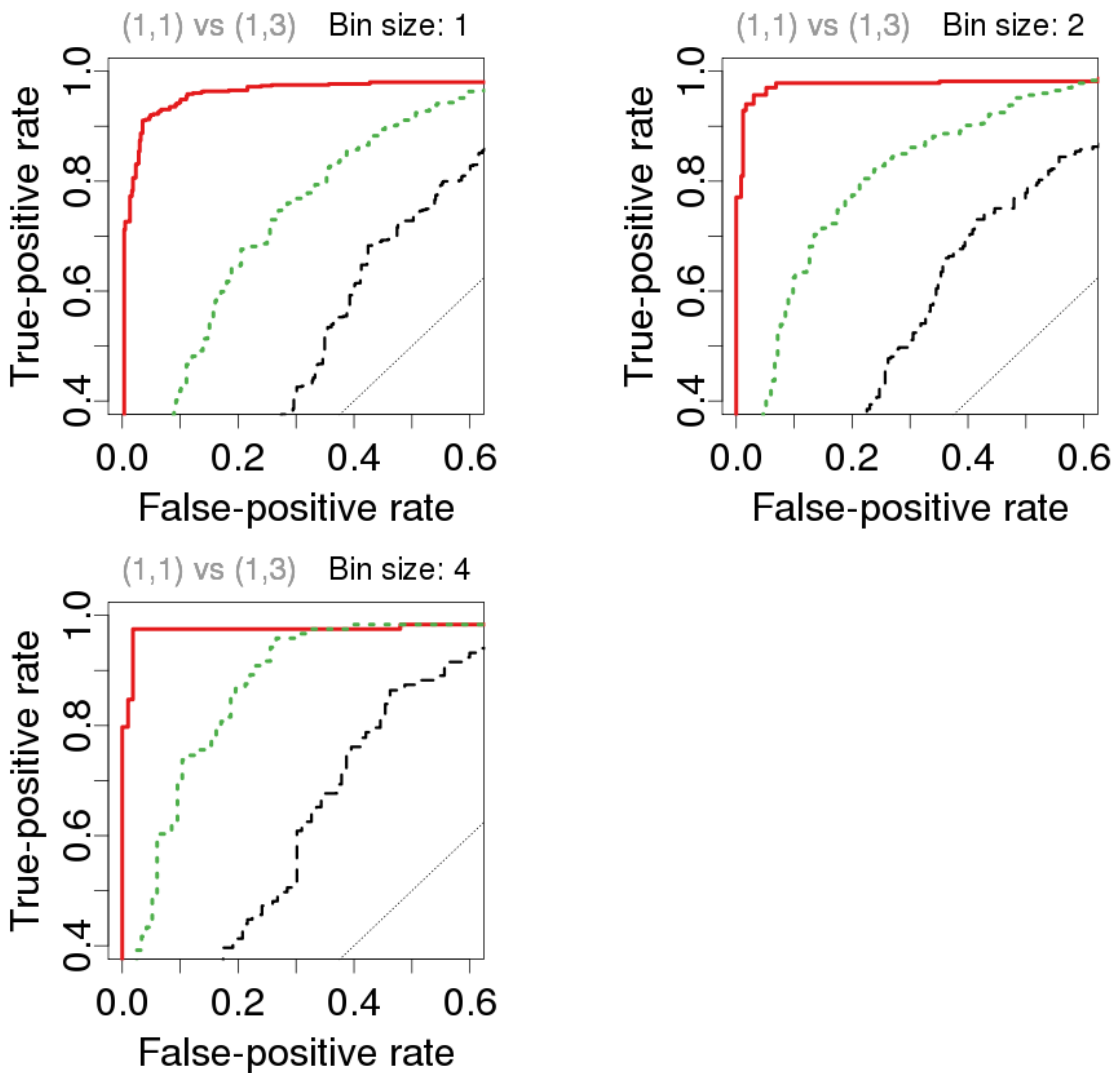 (1,1) vs (1,3) Bin size: 1
True-positive rate
1.0
0.8
0.6
0.4
0.0 0.2 0.4 0.6
False-positive rate
(1,1) vs (1,3) Bin size: 2
True-positive rate
1.0
0.8
0.6
0.4
0.0 0.2 0.4 0.6
False-positive rate
(1,1) vs (1,3) Bin size: 4
True-positive rate
1.0
0.8
0.6
0.4
0.0 0.2 0.4 0.6
False-positive rate